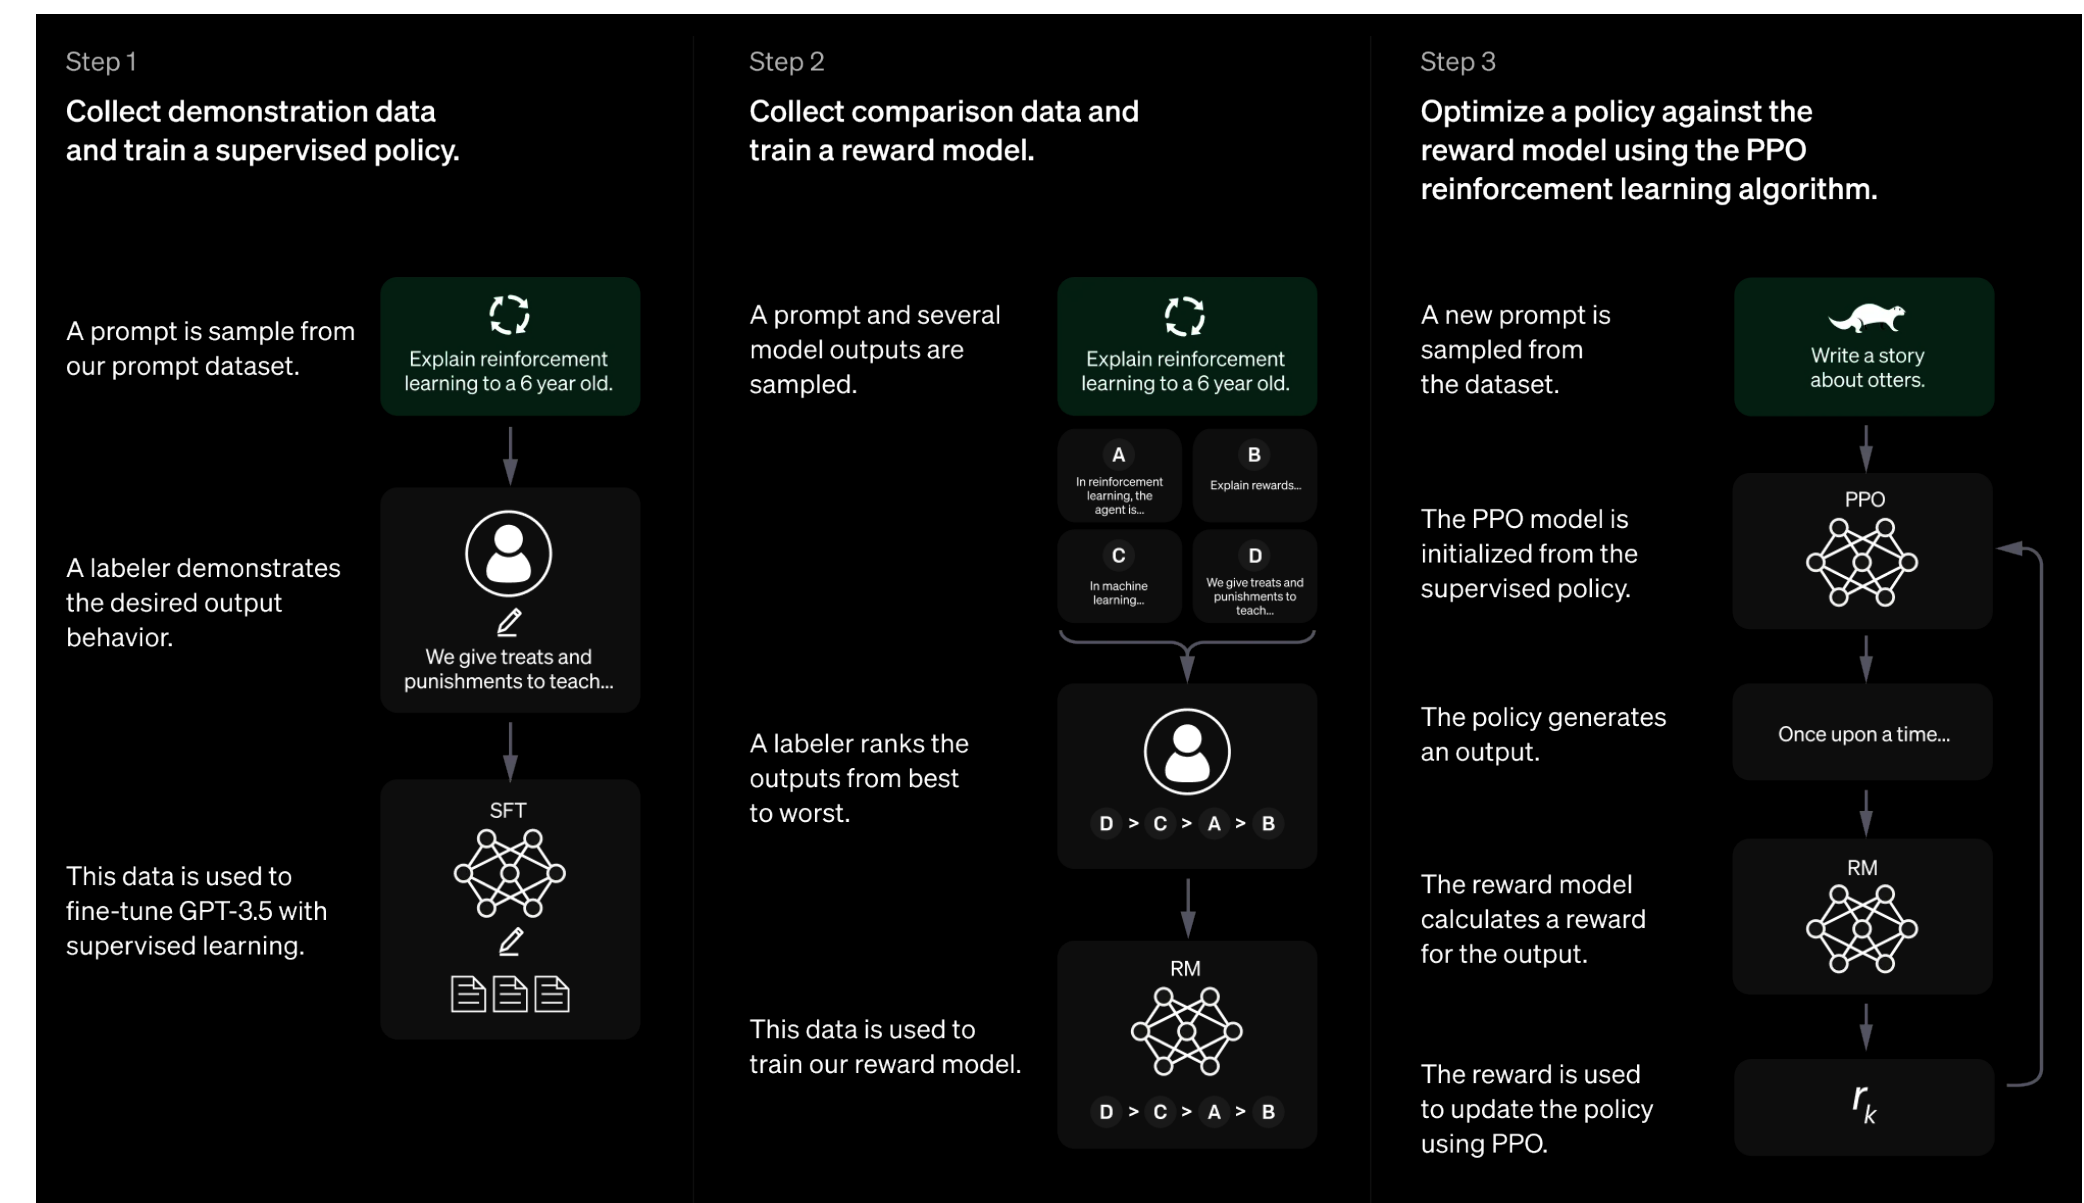 Step 1
Collect demonstration data
and train a supervised policy.
A prompt is sample from
our prompt dataset.
Explain reinforcement
learning to a 6 year old.
A labeler demonstrates
the desired output
behavior.
We give treats and
punishments to teach...
This data is used to
fine-tune GPT-3.5 with
supervised learning.
SFT
Step 2
Collect comparison data and
train a reward model.
A prompt and several
model outputs are
sampled.
Explain reinforcement
learning to a 6 year old.
A
In reinforcement
learning, the
agent is...
B
Explain rewards...
C
In machine
learning...
D
We give treats and
punishments to
teach...
A labeler ranks the
outputs from best
to worst.
D > C > A > B
This data is used to
train our reward model.
RM
D > C > A > B
Step 3
Optimize a policy against the
reward model using the PPO
reinforcement learning algorithm.
A new prompt is
sampled from
the dataset.
Write a story
about otters.
The PPO model is
initialized from the
supervised policy.
PPO
The policy generates
an output.
Once upon a time...
The reward model
calculates a reward
for the output.
RM
The reward is used
to update the policy
using PPO.
rk